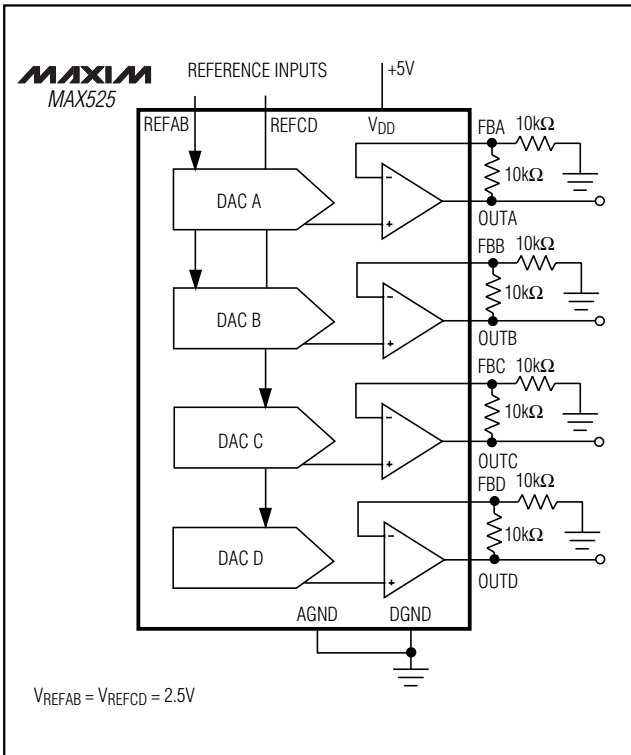 MAXIM
MAX525
REFERENCE INPUTS
+5V
REFAB
REFCD
VDD
FBA
10kΩ
10kΩ
DAC A
-
+
OUTA
FBB
10kΩ
10kΩ
DAC B
-
+
OUTB
FBC
10kΩ
10kΩ
DAC C
-
+
OUTC
FBD
10kΩ
10kΩ
DAC D
-
+
OUTD
AGND
DGND
VREFAB = VREFCD = 2.5V